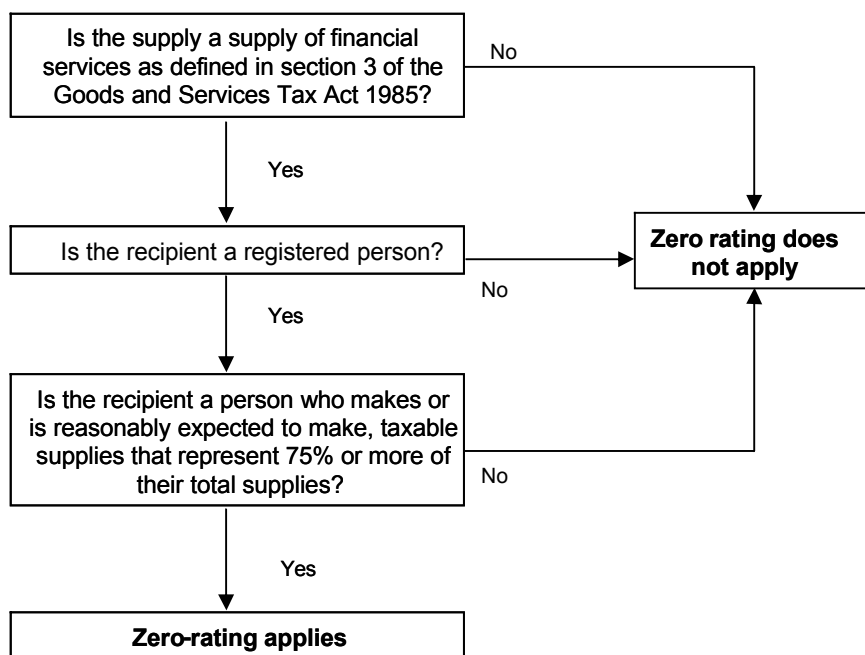 Is the supply a supply of financial
services as defined in section 3 of the
Goods and Services Tax Act 1985?
No
Yes
Is the recipient a registered person?
Zero rating does
not apply
No
Yes
Is the recipient a person who makes or
is reasonably expected to make, taxable
supplies that represent 75% or more of
their total supplies?
No
Yes
Zero-rating applies